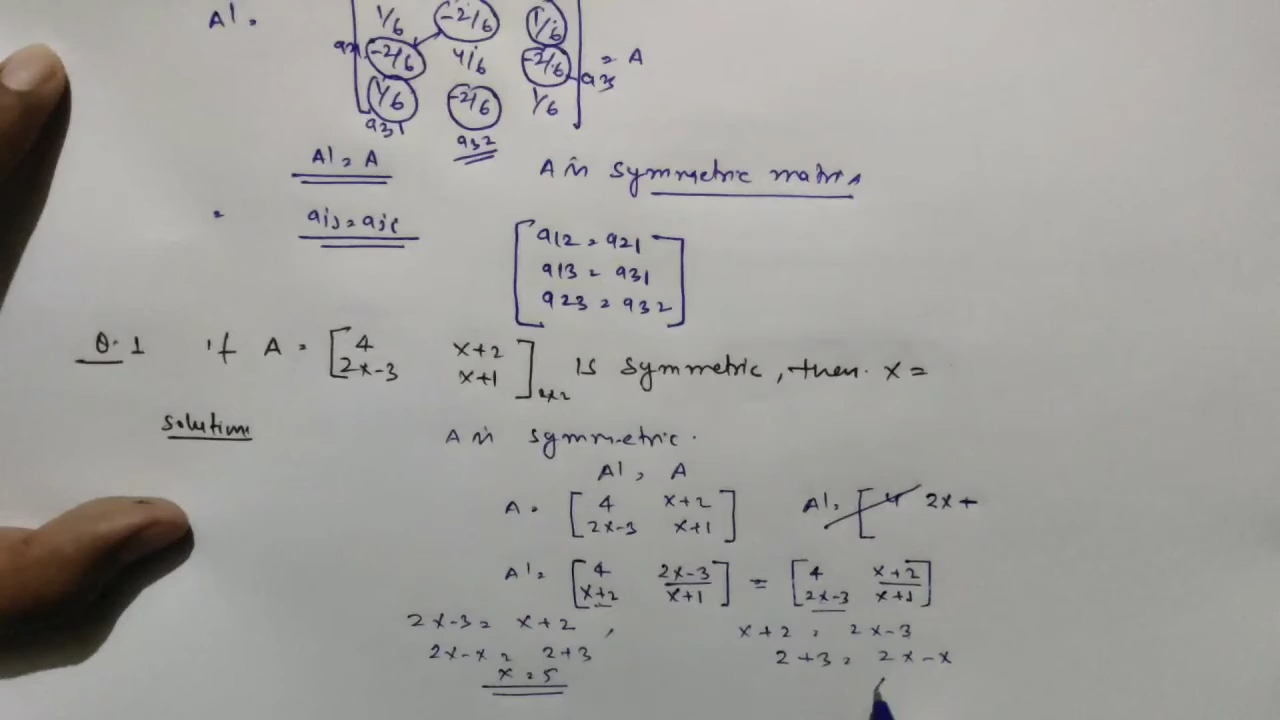 A' =
1/6 -2/6 1/6
-2/6 4/6 -2/6 = A
a23
1/6 -2/6 1/6
a31
a32
A' = A A is symmetric matrix
= aij = aji
a12 = a21
a13 = a31
a23 = a32
Q.1 if A = [ 4 x+2
2x-3 x+1 ] 2x2 is symmetric, then x =
Solution
A is symmetric.
A' = A
A = [ 4 x+2
2x-3 x+1 ]
A' = [ 4 2x+
A' = [ 4 2x-3
x+2 x+1 ] = [ 4 x+2
2x-3 x+1 ]
2x-3 = x+2 , x+2 = 2x-3
2x-x = 2+3 2+3 = 2x-x
x = 5